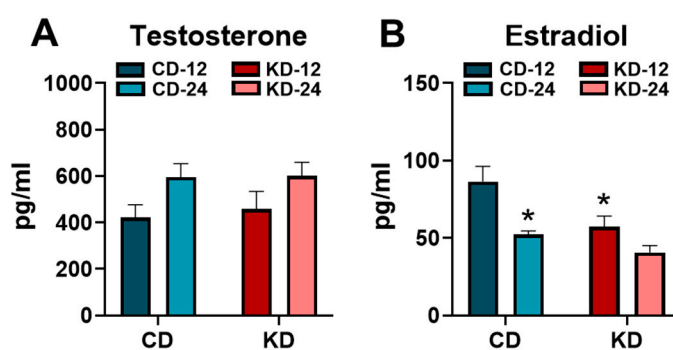 A Testosterone
CD-12 KD-12
CD-24 KD-24
1000
800
600
400
200
0
pg/ml
CD KD
B Estradiol
CD-12 KD-12
CD-24 KD-24
150
100
50
0
pg/ml
* *
CD KD